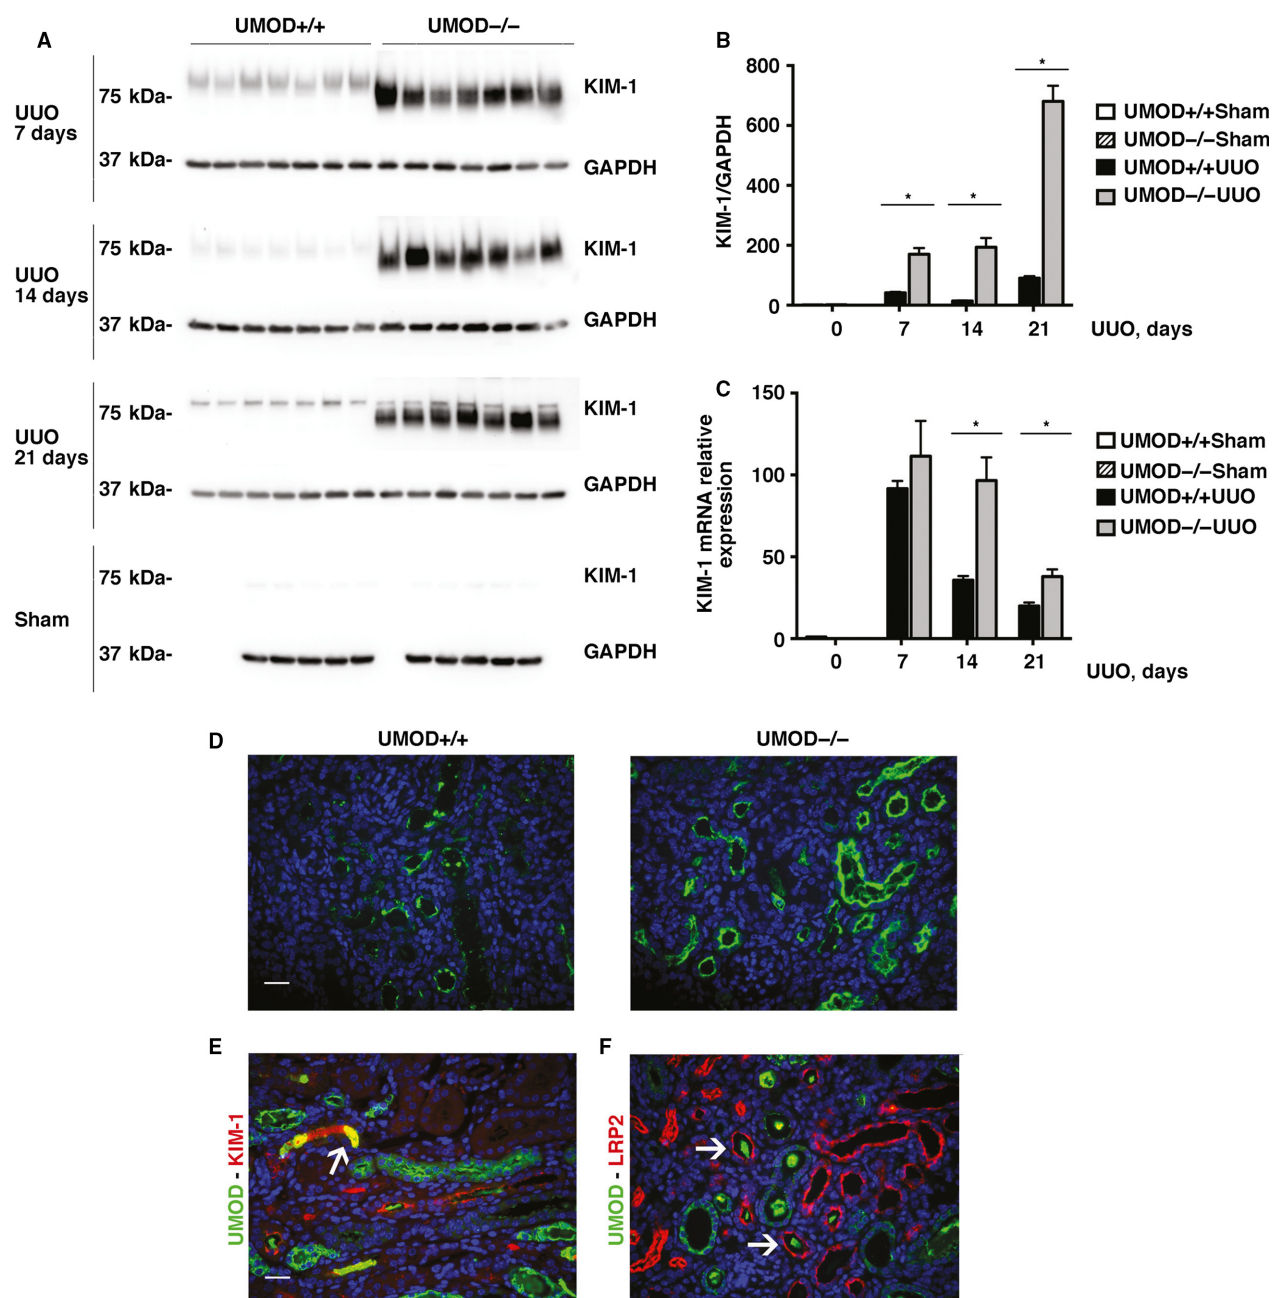 A
UMOD+/+
UMOD–/–
UUO
7 days
75 kDa-
KIM-1
37 kDa-
GAPDH
UUO
14 days
75 kDa-
KIM-1
37 kDa-
GAPDH
UUO
21 days
75 kDa-
KIM-1
37 kDa-
GAPDH
Sham
75 kDa-
KIM-1
37 kDa-
GAPDH
B
KIM-1/GAPDH
800
600
400
200
0
*
*
*
0 7 14 21
UUO, days
UMOD+/+Sham
UMOD–/–Sham
UMOD+/+UUO
UMOD–/–UUO
C
KIM-1 mRNA relative
expression
150
100
50
0
*
*
0 7 14 21
UUO, days
UMOD+/+Sham
UMOD–/–Sham
UMOD+/+UUO
UMOD–/–UUO
D
UMOD+/+
UMOD–/–
E
UMOD - KIM-1
F
UMOD - LRP2